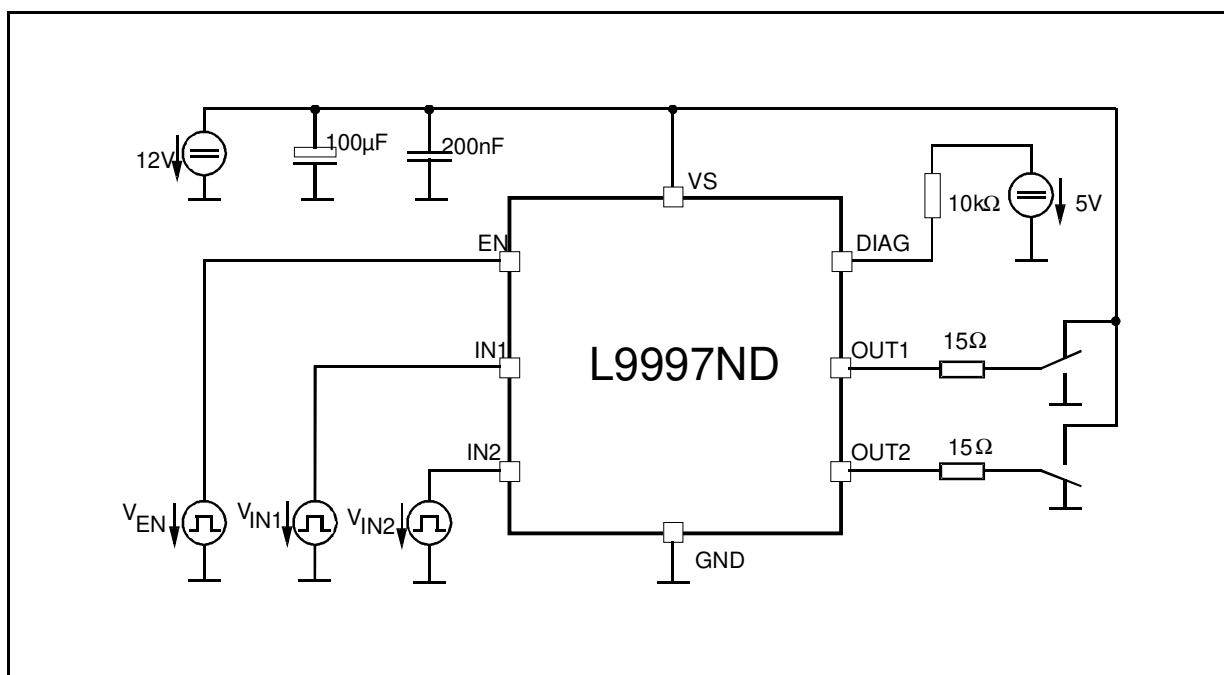 12V
100µF
200nF
VS
10kΩ
5V
EN
DIAG
IN1
L9997ND
OUT1
15Ω
IN2
OUT2
15Ω
VEN
VIN1
VIN2
GND